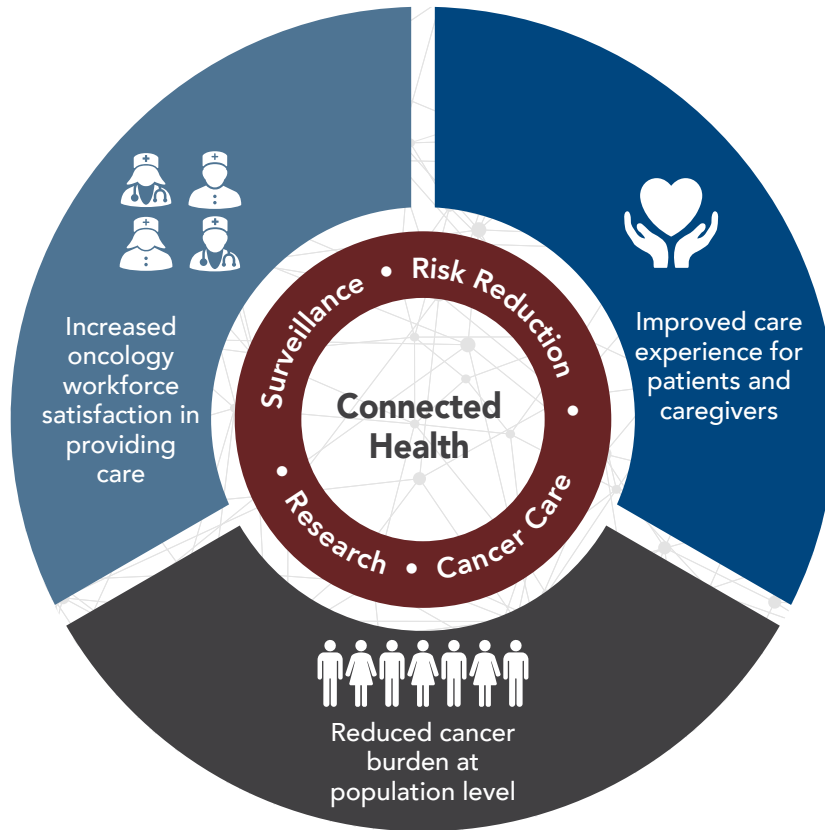 Surveillance • Risk Reduction •
Cancer Care • Research •
Connected
Health
Increased
oncology
workforce
satisfaction in
providing
care
Improved care
experience for
patients and
caregivers
Reduced cancer
burden at
population level